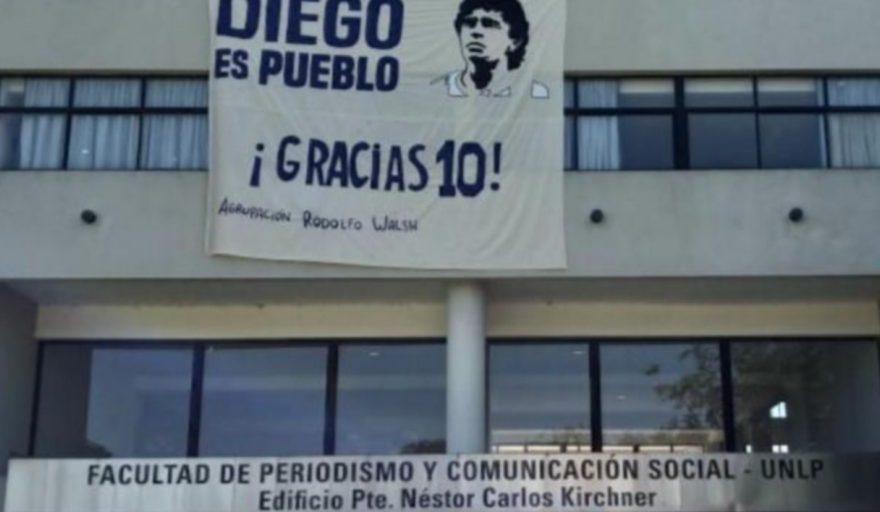 DIEGO
ES PUEBLO
¡GRACIAS 10!
AGRUPACIÓN RODOLFO WALSH
FACULTAD DE PERIODISMO Y COMUNICACIÓN SOCIAL - UNLP
Edificio Pte. Néstor Carlos Kirchner